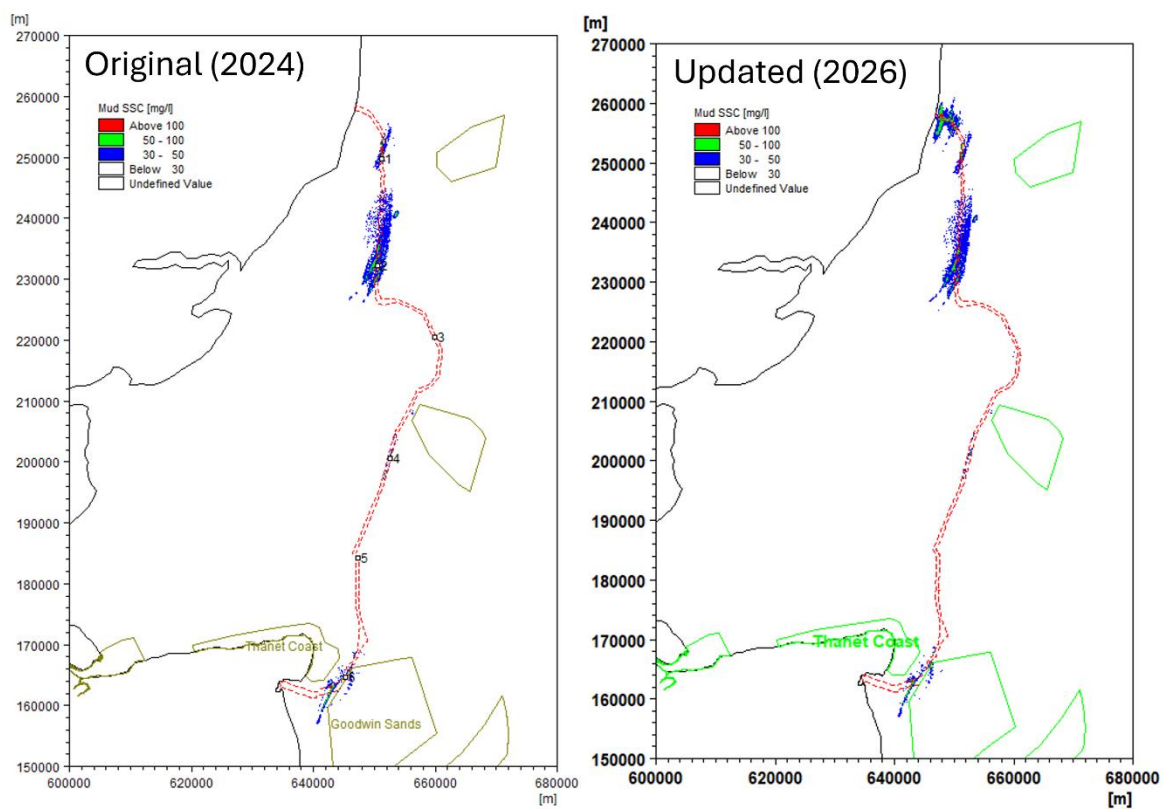 [m]
270000
260000
250000
240000
230000
220000
210000
200000
190000
180000
170000
160000
150000
600000 620000 640000 660000 680000
[m]
Original (2024)
Mud SSC [mg/l]
Above 100
50 - 100
30 - 50
Below 30
Undefined Value
1
2
3
4
5
6
Thanet Coast
Goodwin Sands
[m]
270000
260000
250000
240000
230000
220000
210000
200000
190000
180000
170000
160000
150000
600000 620000 640000 660000 680000
[m]
Updated (2026)
Mud SSC [mg/l]
Above 100
50 - 100
30 - 50
Below 30
Undefined Value
Thanet Coast